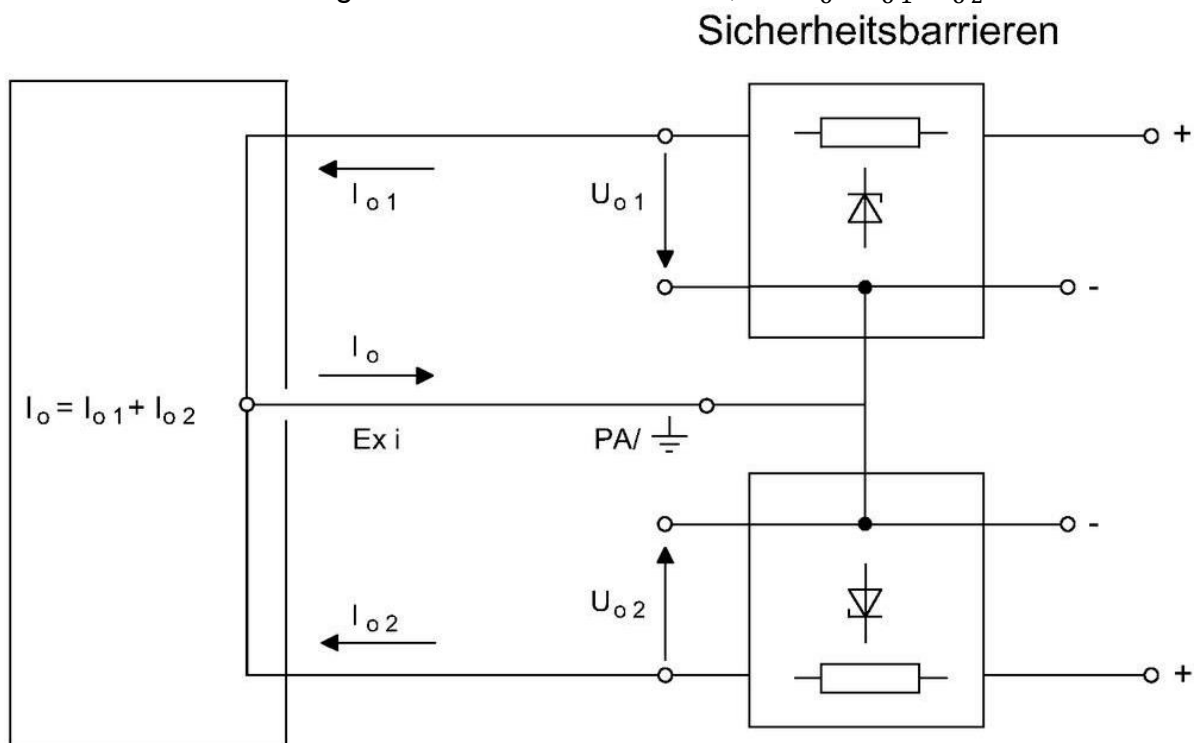 Sicherheitsbarrieren
+
I o 1
U o 1
-
I o
I o = I o 1 + I o 2
Ex i
PA/
-
U o 2
I o 2
+